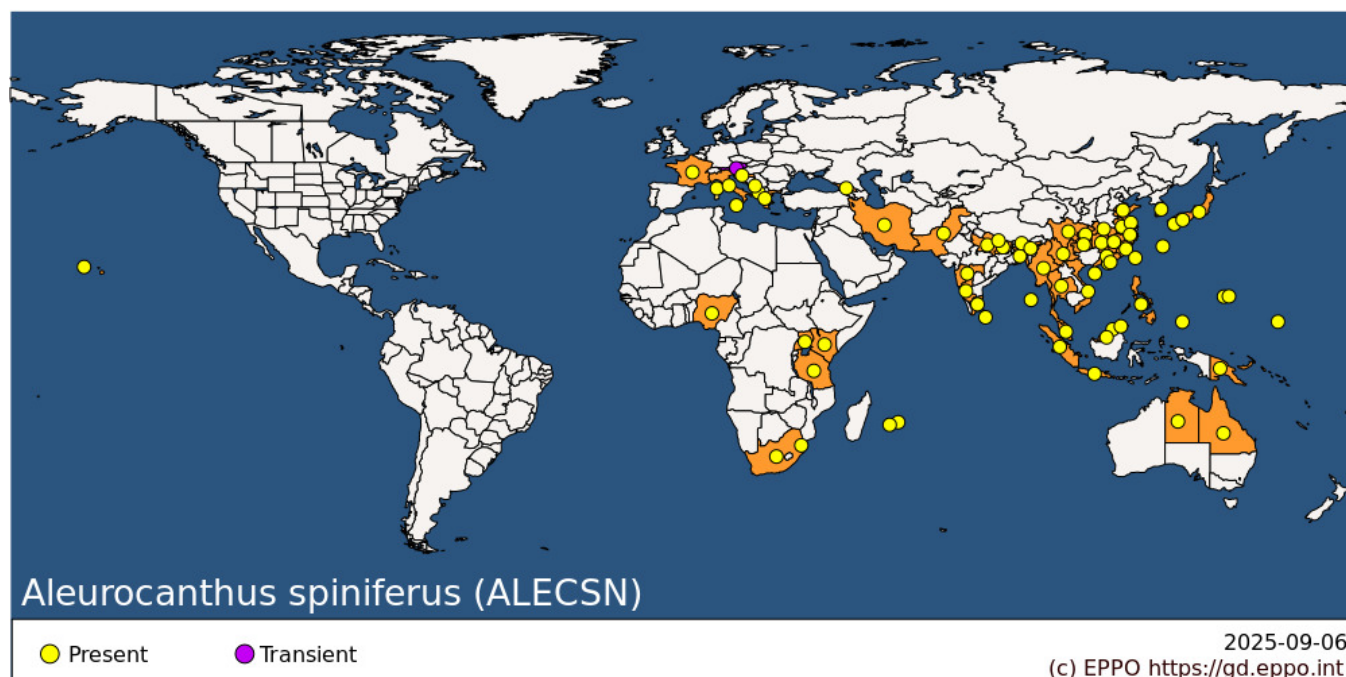 Aleurocanthus spiniferus (ALECSN)
Present
Transient
2025-09-06
(c) EPPO https://gd.eppo.int